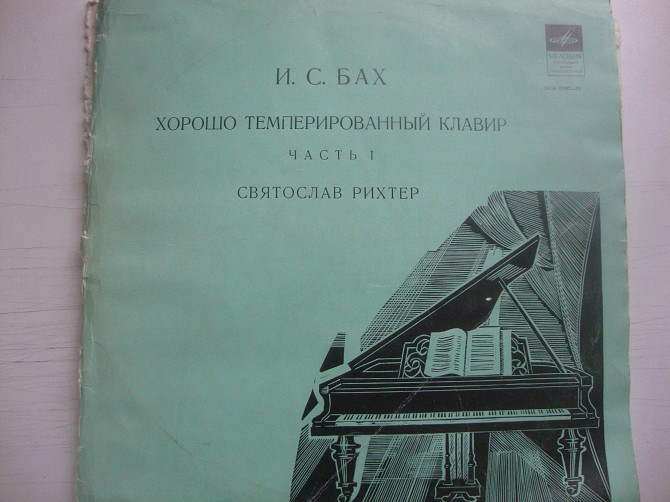 И. С. БАХ
ХОРОШО ТЕМПЕРИРОВАННЫЙ КЛАВИР
ЧАСТЬ I
СВЯТОСЛАВ РИХТЕР